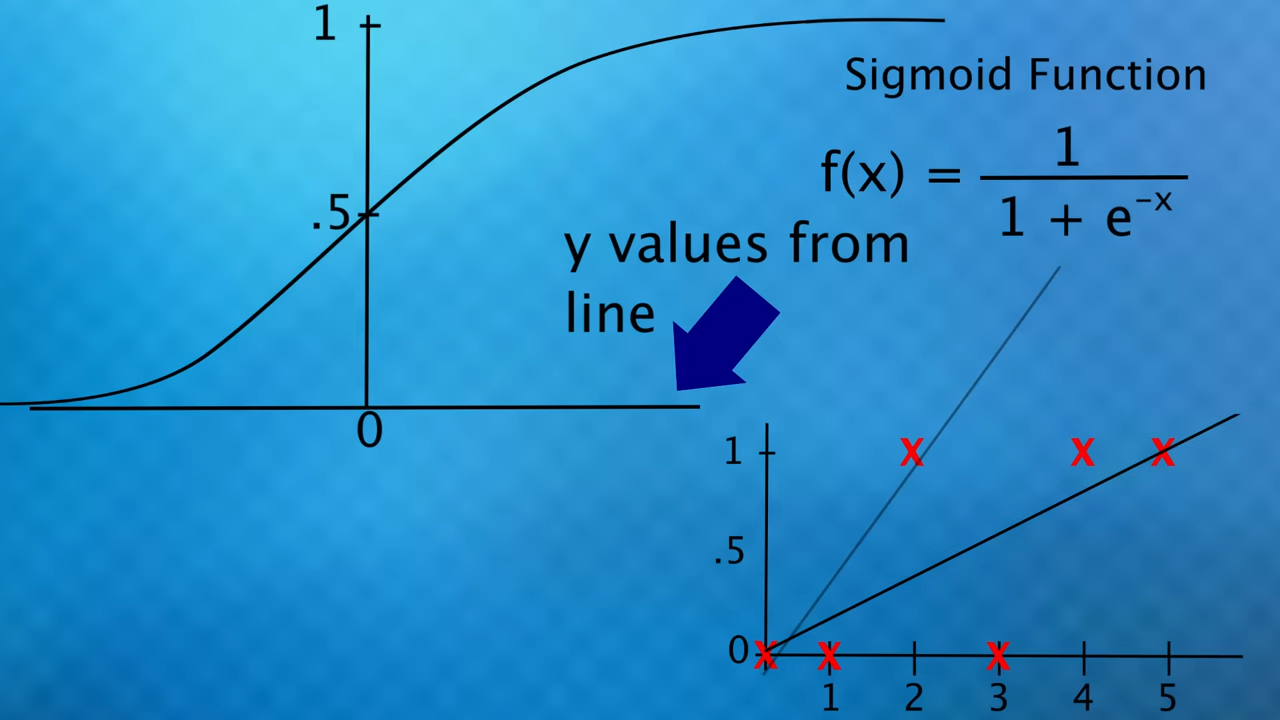 1
.5
0
Sigmoid Function
f(x) = 1 / 1 + e^-x
y values from
line
1
.5
0
x x x
x x x
1 2 3 4 5